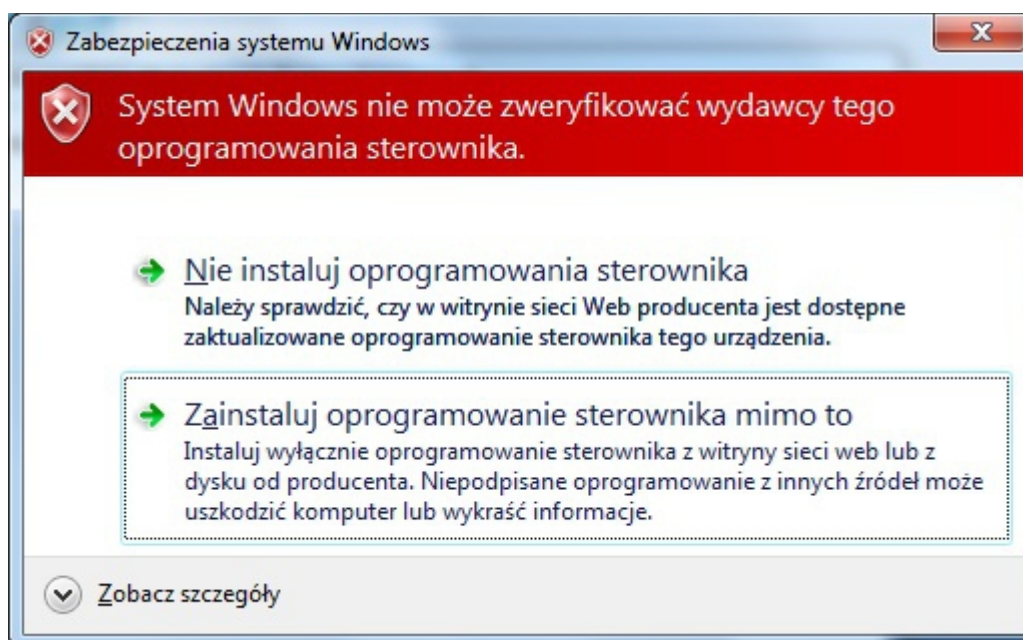 Zabezpieczenia systemu Windows
System Windows nie może zweryfikować wydawcy tego
oprogramowania sterownika.
Nie instaluj oprogramowania sterownika
Należy sprawdzić, czy w witrynie sieci Web producenta jest dostępne
zaktualizowane oprogramowanie sterownika tego urządzenia.
Zainstaluj oprogramowanie sterownika mimo to
Instaluj wyłącznie oprogramowanie sterownika z witryny sieci web lub z
dysku od producenta. Niepodpisane oprogramowanie z innych źródeł może
uszkodzić komputer lub wykraść informacje.
Zobacz szczegóły